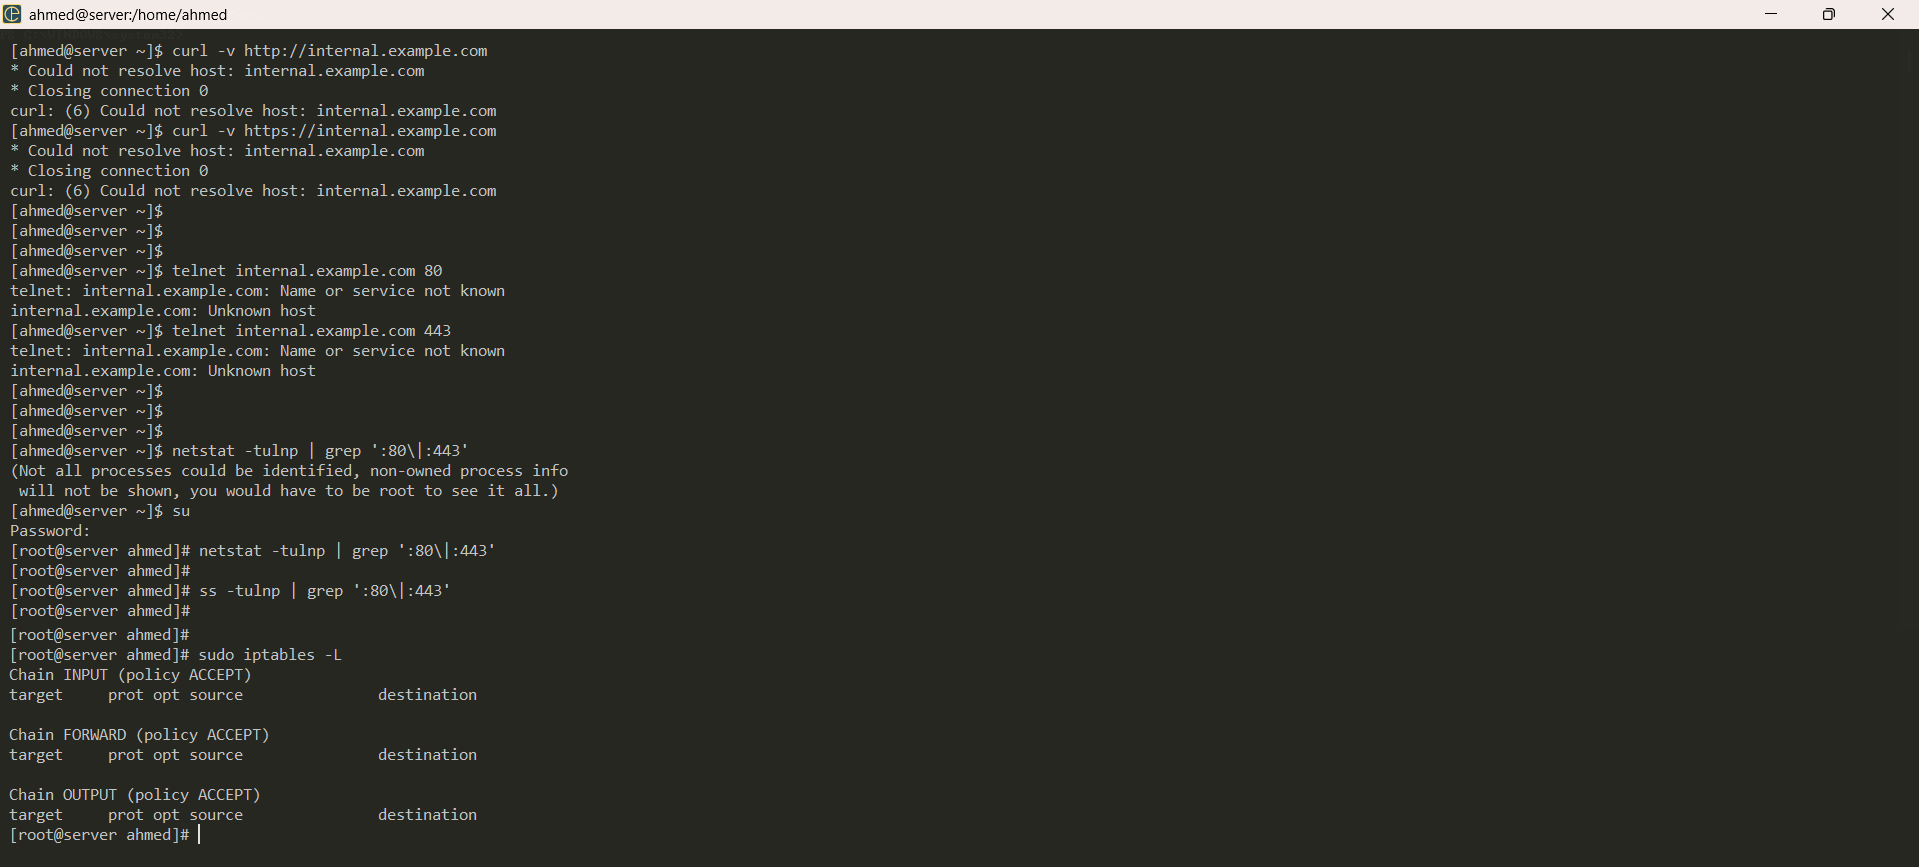 ahmed@server:/home/ahmed
[ahmed@server ~]$ curl -v http://internal.example.com
* Could not resolve host: internal.example.com
* Closing connection 0
curl: (6) Could not resolve host: internal.example.com
[ahmed@server ~]$ curl -v https://internal.example.com
* Could not resolve host: internal.example.com
* Closing connection 0
curl: (6) Could not resolve host: internal.example.com
[ahmed@server ~]$
[ahmed@server ~]$
[ahmed@server ~]$
[ahmed@server ~]$ telnet internal.example.com 80
telnet: internal.example.com: Name or service not known
internal.example.com: Unknown host
[ahmed@server ~]$ telnet internal.example.com 443
telnet: internal.example.com: Name or service not known
internal.example.com: Unknown host
[ahmed@server ~]$
[ahmed@server ~]$
[ahmed@server ~]$
[ahmed@server ~]$ netstat -tulnp | grep ':80\|:443'
(Not all processes could be identified, non-owned process info
 will not be shown, you would have to be root to see it all.)
[ahmed@server ~]$ su
Password:
[root@server ahmed]# netstat -tulnp | grep ':80\|:443'
[root@server ahmed]#
[root@server ahmed]# ss -tulnp | grep ':80\|:443'
[root@server ahmed]#
[root@server ahmed]#
[root@server ahmed]# sudo iptables -L
Chain INPUT (policy ACCEPT)
target     prot opt source               destination

Chain FORWARD (policy ACCEPT)
target     prot opt source               destination

Chain OUTPUT (policy ACCEPT)
target     prot opt source               destination
[root@server ahmed]#